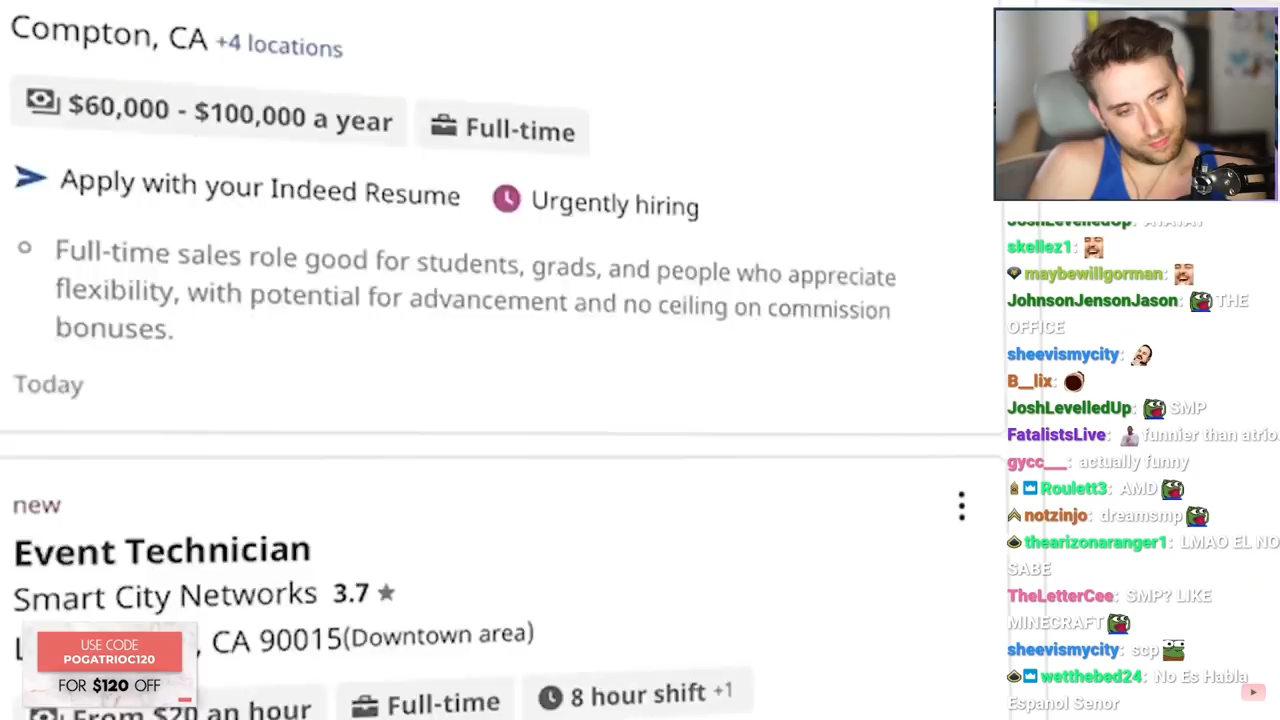 Compton, CA +4 locations
$60,000 - $100,000 a year
Full-time
Apply with your Indeed Resume
Urgently hiring
Full-time sales role good for students, grads, and people who appreciate
flexibility, with potential for advancement and no ceiling on commission
bonuses.
Today
new
Event Technician
Smart City Networks 3.7
, CA 90015(Downtown area)
From $20 an hour
Full-time
8 hour shift +1
USE CODE
POGATRIOC120
FOR $120 OFF
JoshLevelledUp:
skellez1:
maybewillgorman:
JohnsonJensonJason: THE
OFFICE
sheevismycity:
B__lix:
JoshLevelledUp: SMP
FatalistsLive: funnier than atrio
gycc___: actually funny
Roulett3: AMD
notzinjo: dreamsmp
thearizonaranger1: LMAO EL NO
SABE
TheLetterCee: SMP? LIKE
MINECRAFT
sheevismycity: scp
wetthebed24: No Es Habla
Espanol Senor